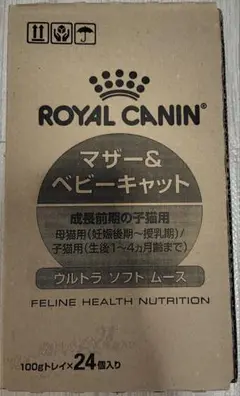 ROYAL CANIN®
マザー&
ベビーキャット
成長前期の子猫用
母猫用(妊娠後期〜授乳期)/
子猫用(生後1〜4ヵ月齢まで)
ウルトラ ソフト ムース
FELINE HEALTH NUTRITION
100gトレイ×24個入り